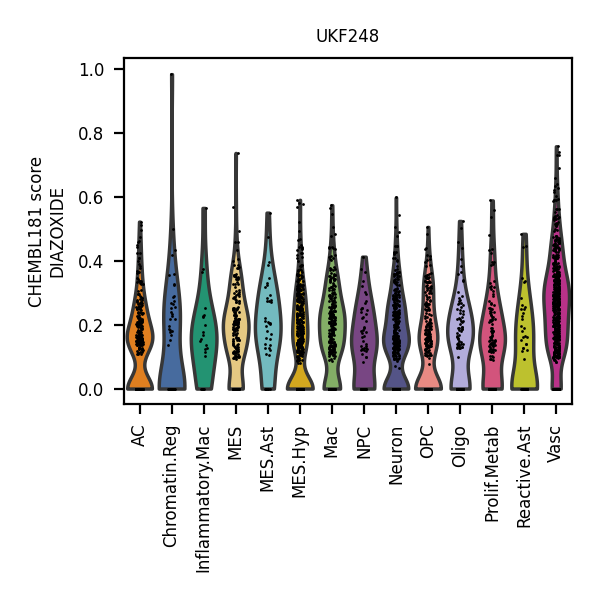 UKF248
CHEMBL181 score
DIAZOXIDE
1.0
0.8
0.6
0.4
0.2
0.0
AC
Chromatin.Reg
Inflammatory.Mac
MES
MES.Ast
MES.Hyp
Mac
NPC
Neuron
OPC
Oligo
Prolif.Metab
Reactive.Ast
Vasc